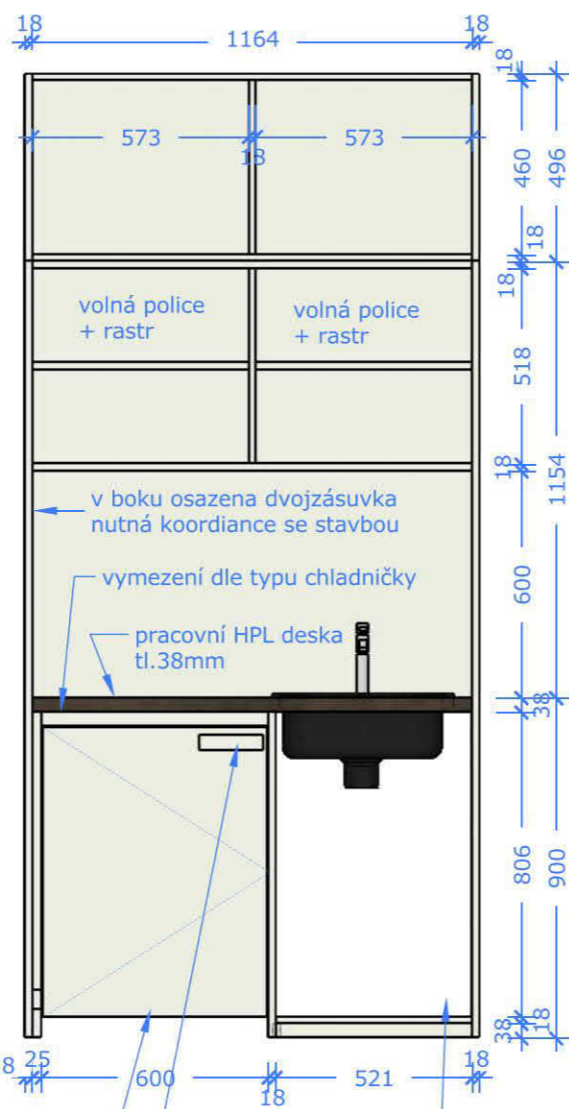 18
1164
18
573
18
573
18
460
496
18
volná police
+ rastr
volná police
+ rastr
18
518
18
1154
v boku osazena dvojzásuvka
nutná koordiance se stavbou
vymezení dle typu chladničky
600
pracovní HPL deska
tl.38mm
38
806
900
38
18
8
25
600
18
521
18